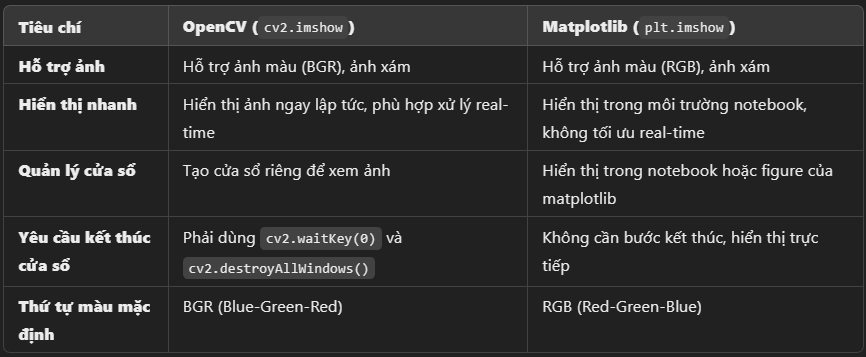 Tiêu chí OpenCV ( cv2.imshow ) Matplotlib ( plt.imshow )
Hỗ trợ ảnh Hỗ trợ ảnh màu (BGR), ảnh xám Hỗ trợ ảnh màu (RGB), ảnh xám
Hiển thị nhanh Hiển thị ảnh ngay lập tức, phù hợp xử lý real- Hiển thị trong môi trường notebook,
time không tối ưu real-time
Quản lý cửa sổ Tạo cửa sổ riêng để xem ảnh Hiển thị trong notebook hoặc figure của
matplotlib
Yêu cầu kết thúc Phải dùng cv2.waitKey(0) và Không cần bước kết thúc, hiển thị trực
cửa sổ cv2.destroyAllWindows() tiếp
Thứ tự màu mặc BGR (Blue-Green-Red) RGB (Red-Green-Blue)
định